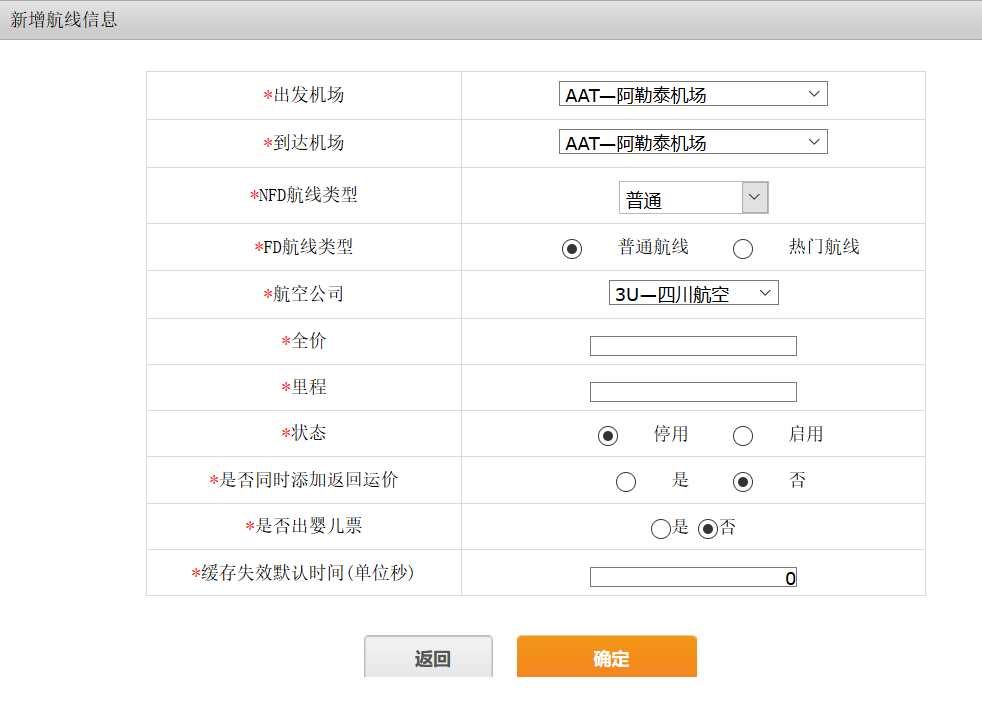 新增航线信息
*出发机场 AAT—阿勒泰机场
*到达机场 AAT—阿勒泰机场
*NFD航线类型 普通
*FD航线类型 普通航线 热门航线
*航空公司 3U—四川航空
*全价
*里程
*状态 停用 启用
*是否同时添加返回运价 是 否
*是否出婴儿票 是 否
*缓存失效默认时间(单位秒) 0
返回 确定